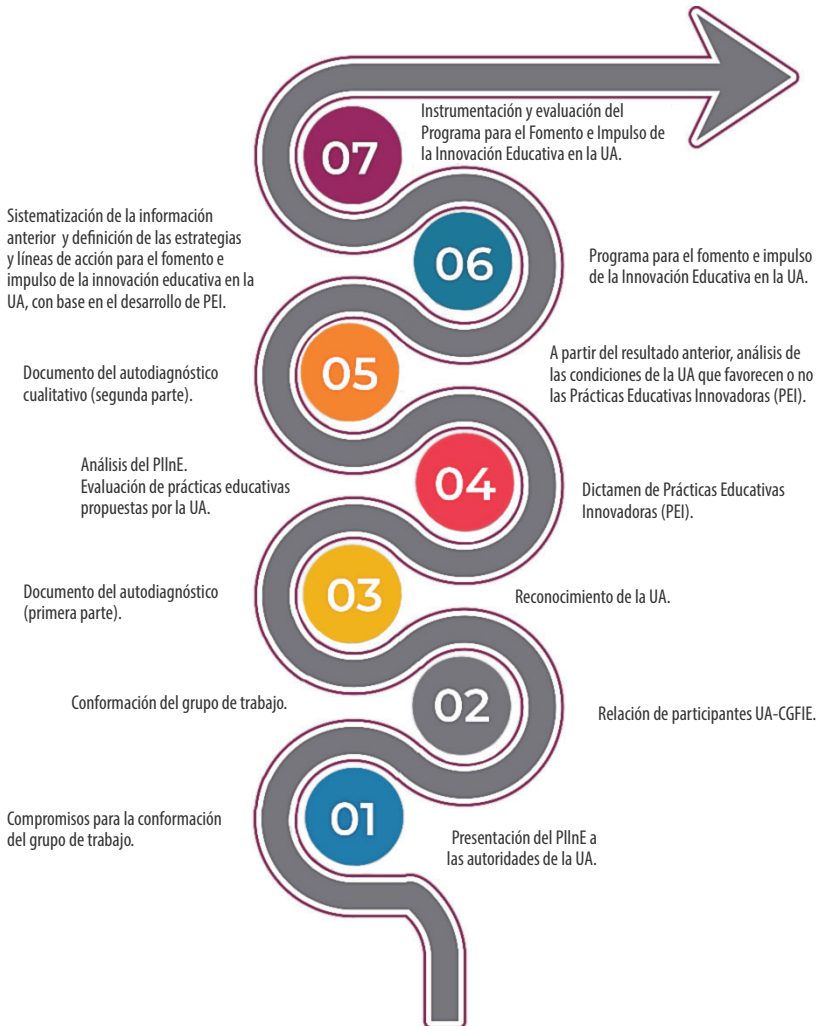 Instrumentación y evaluación del
Programa para el Fomento e Impulso de
la Innovación Educativa en la UA.
07
Sistematización de la información
anterior y definición de las estrategias
y líneas de acción para el fomento e
impulso de la innovación educativa en la
UA, con base en el desarrollo de PEI.
06
Programa para el fomento e impulso
de la Innovación Educativa en la UA.
Documento del autodiagnóstico
cualitativo (segunda parte).
05
A partir del resultado anterior, análisis de
las condiciones de la UA que favorecen o no
las Prácticas Educativas Innovadoras (PEI).
Análisis del PIInE.
Evaluación de prácticas educativas
propuestas por la UA.
04
Dictamen de Prácticas Educativas
Innovadoras (PEI).
Documento del autodiagnóstico
(primera parte).
03
Reconocimiento de la UA.
Conformación del grupo de trabajo.
02
Relación de participantes UA-CGFIE.
Compromisos para la conformación
del grupo de trabajo.
01
Presentación del PIInE a
las autoridades de la UA.